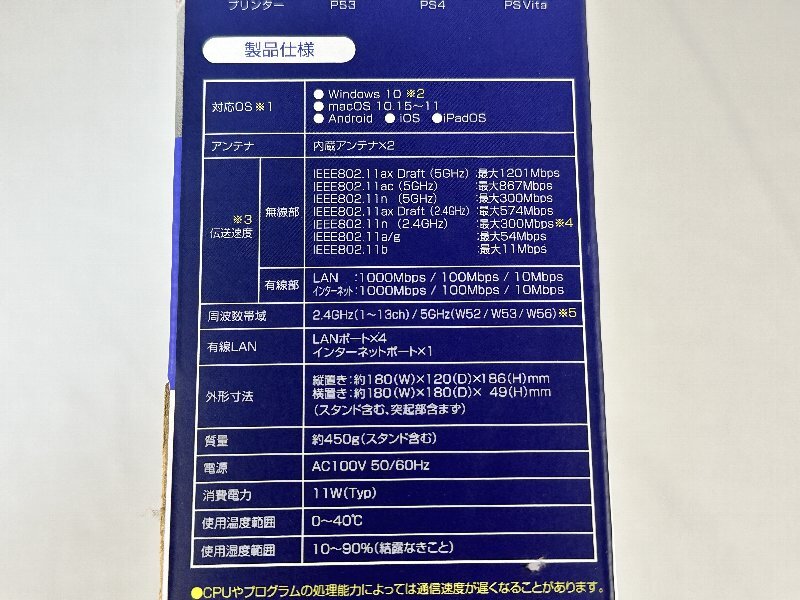 プリンター PS3 PS4 PS Vita
製品仕様
対応OS※1
● Windows 10 ※2
● macOS 10.15～11
● Android ● iOS ●iPadOS
アンテナ 内蔵アンテナ×2
※3
伝送速度
無線部
IEEE802.11ax Draft (5GHz) :最大1201Mbps
IEEE802.11ac (5GHz) :最大867Mbps
IEEE802.11n (5GHz) :最大300Mbps
IEEE802.11ax Draft (2.4GHz) :最大574Mbps
IEEE802.11n (2.4GHz) :最大300Mbps※4
IEEE802.11a/g :最大54Mbps
IEEE802.11b :最大11Mbps
有線部
LAN :1000Mbps / 100Mbps / 10Mbps
インターネット:1000Mbps / 100Mbps / 10Mbps
周波数帯域 2.4GHz(1～13ch) / 5GHz(W52 / W53 / W56)※5
有線LAN
LANポート×4
インターネットポート×1
外形寸法
縦置き:約180(W)×120(D)×186(H)mm
横置き:約180(W)×180(D)× 49(H)mm
(スタンド含む、突起部含まず)
質量 約450g(スタンド含む)
電源 AC100V 50/60Hz
消費電力 11W(Typ)
使用温度範囲 0～40℃
使用湿度範囲 10～90%(結露なきこと)
●CPUやプログラムの処理能力によっては通信速度が遅くなることがあります。